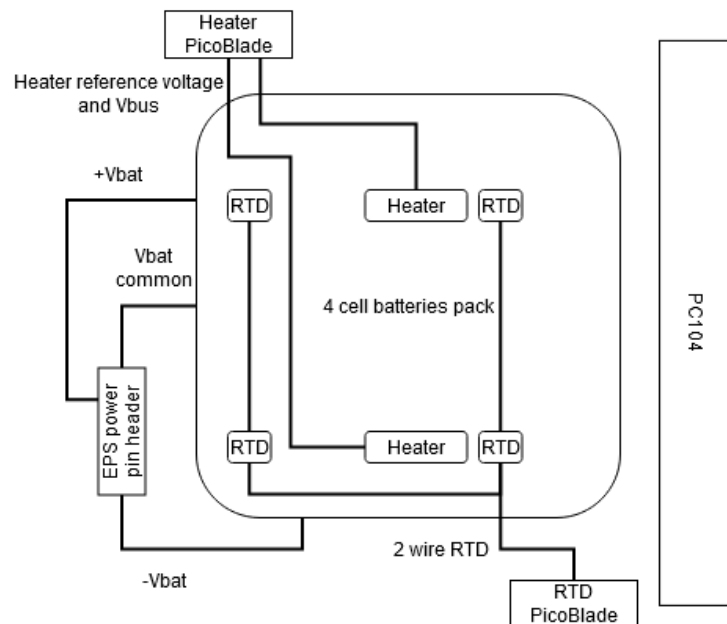 Heater
PicoBlade
Heater reference voltage
and Vbus
+Vbat
RTD
Heater
RTD
Vbat
common
4 cell batteries pack
PC104
EPS power
pin header
RTD
Heater
RTD
2 wire RTD
-Vbat
RTD
PicoBlade